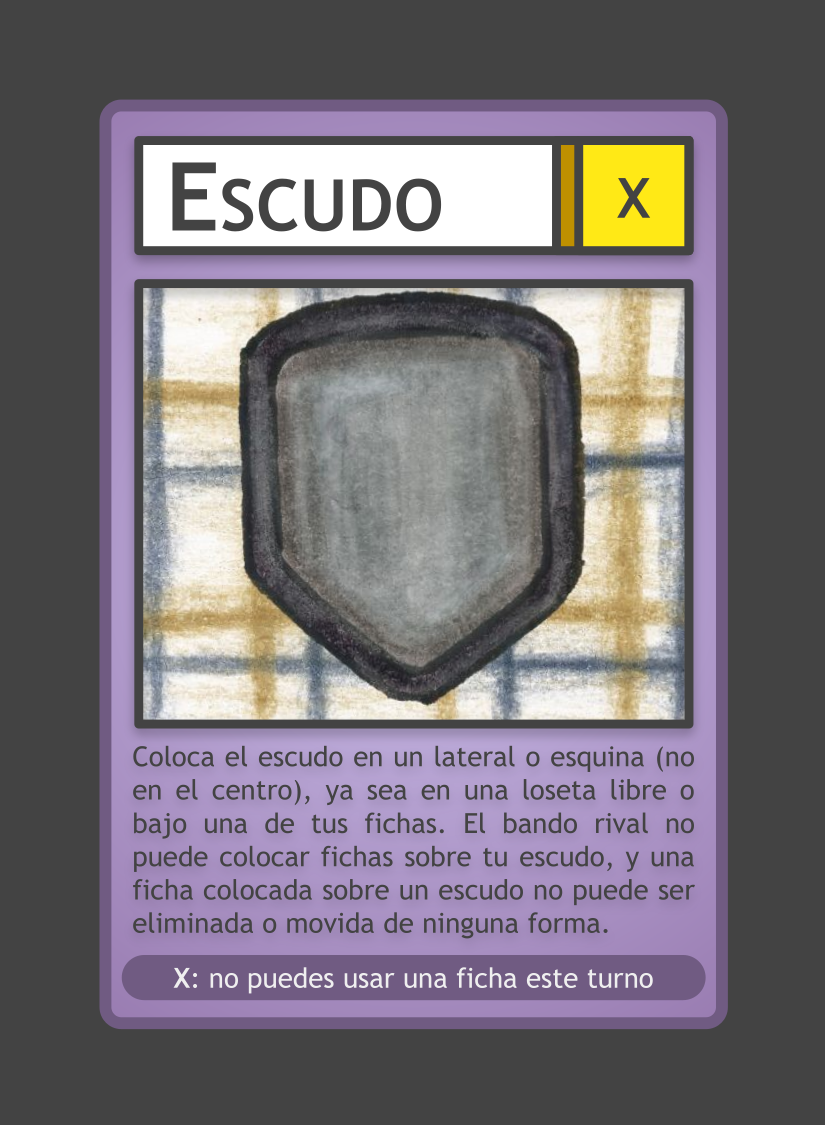 ESCUDO X
Coloca el escudo en un lateral o esquina (no
en el centro), ya sea en una loseta libre o
bajo una de tus fichas. El bando rival no
puede colocar fichas sobre tu escudo, y una
ficha colocada sobre un escudo no puede ser
eliminada o movida de ninguna forma.
X: no puedes usar una ficha este turno